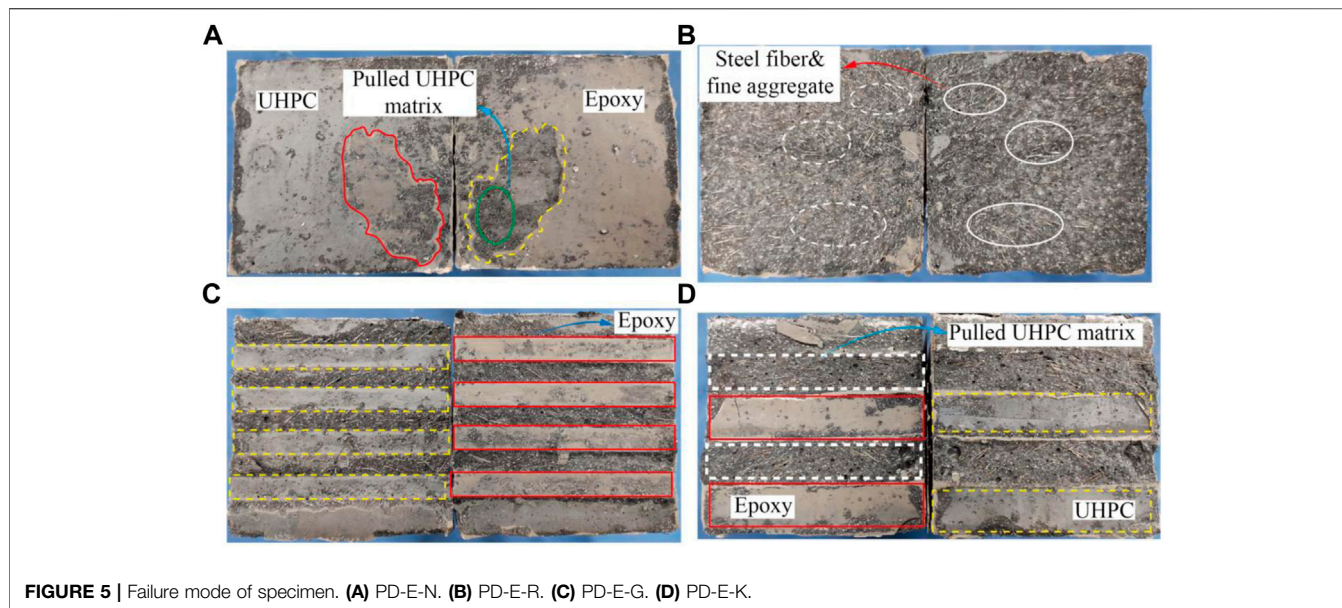 A
UHPC
Pulled UHPC
matrix
Epoxy
B
Steel fiber&
fine aggregate
C
Epoxy
D
Pulled UHPC matrix
Epoxy
UHPC
FIGURE 5 | Failure mode of specimen. (A) PD-E-N. (B) PD-E-R. (C) PD-E-G. (D) PD-E-K.